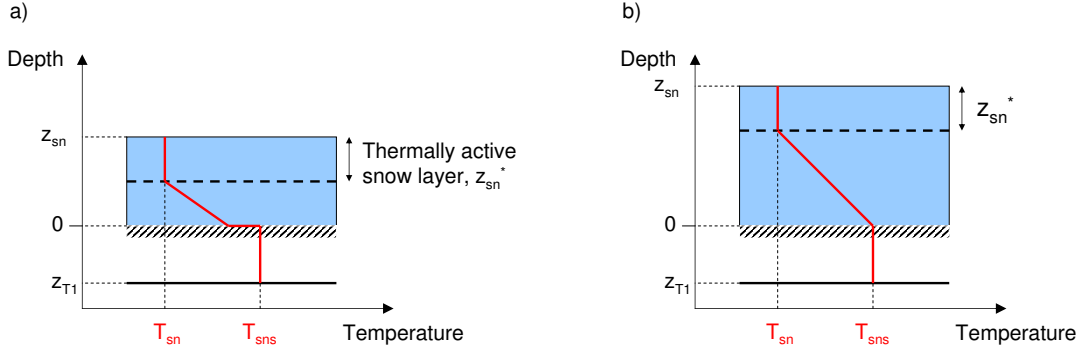 a)
Depth
z_sn
Thermally active
snow layer, z_sn*
0
z_T1
T_sn
T_sns
Temperature
b)
Depth
z_sn
z_sn*
0
z_T1
T_sn
T_sns
Temperature